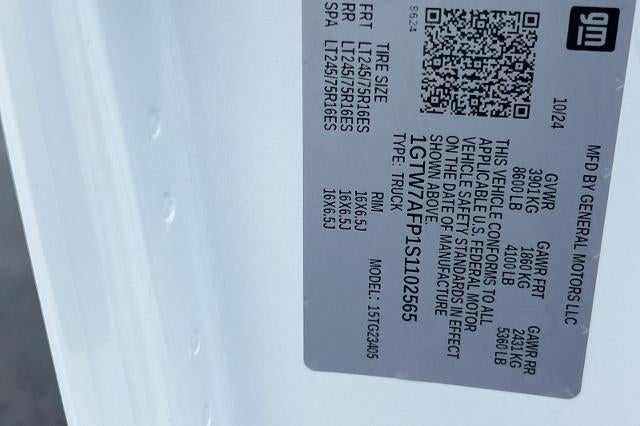 gm
MFD BY GENERAL MOTORS LLC
10/24
GVWR
3901 KG
8600 LB
GAWR FRT
1860 KG
4100 LB
GAWR RR
2431 KG
5360 LB
THIS VEHICLE CONFORMS TO ALL
APPLICABLE U.S. FEDERAL MOTOR
VEHICLE SAFETY STANDARDS IN EFFECT
ON THE DATE OF MANUFACTURE
SHOWN ABOVE.
1GTW7AFP1S1102565
TYPE: TRUCK
MODEL: 15TG23405
8624
TIRE SIZE RIM
FRT LT245/75R16ES 16X6.5J
RR LT245/75R16ES 16X6.5J
SPA LT245/75R16ES 16X6.5J